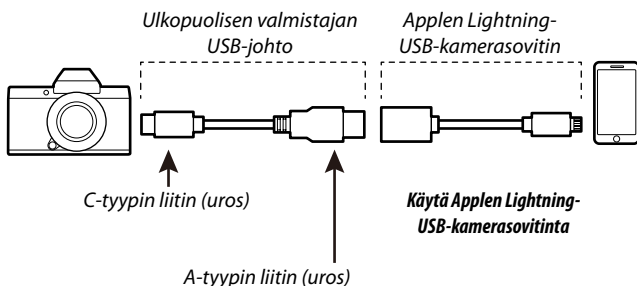 Ulkopuolisen valmistajan
USB-johto
Applen Lightning-
USB-kamerasovitin
C-tyypin liitin (uros)
Käytä Applen Lightning-
USB-kamerasovitinta
A-tyypin liitin (uros)